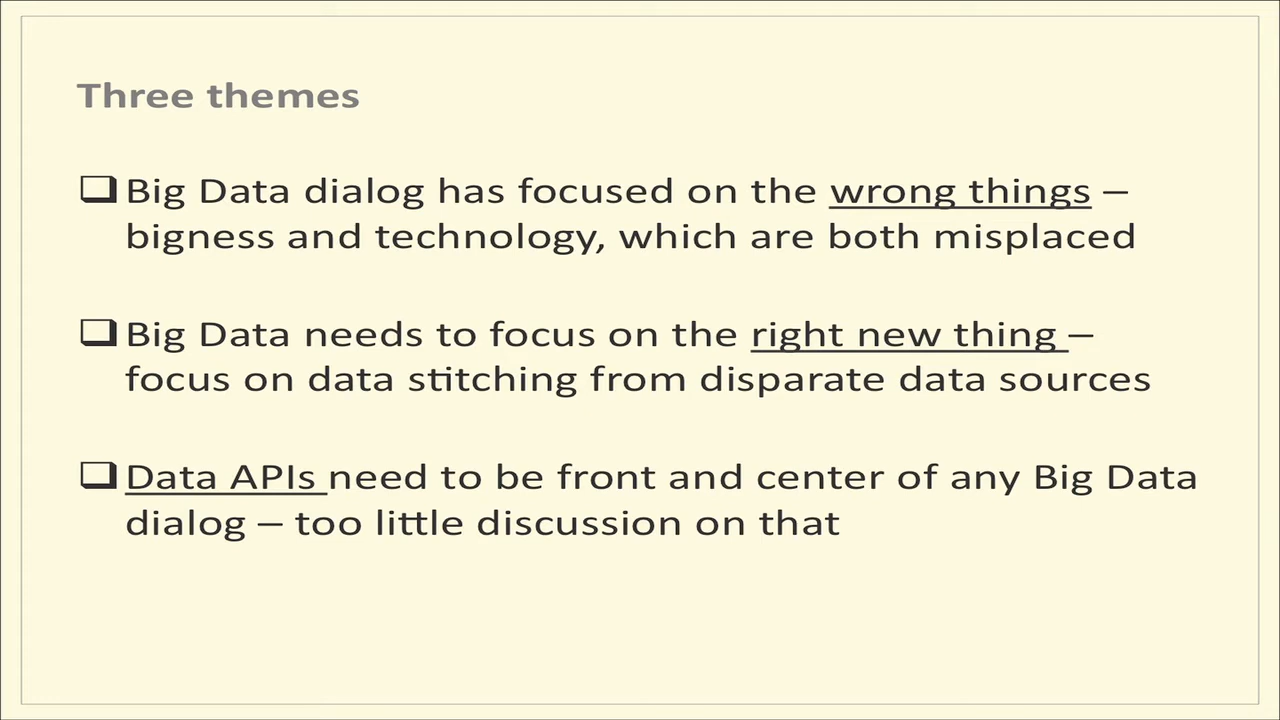 Three themes
Big Data dialog has focused on the wrong things –
bigness and technology, which are both misplaced
Big Data needs to focus on the right new thing –
focus on data stitching from disparate data sources
Data APIs need to be front and center of any Big Data
dialog – too little discussion on that